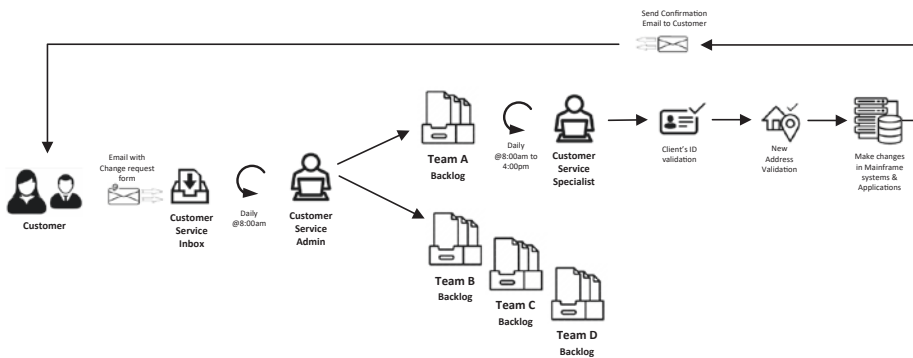 Send Confirmation
Email to Customer
Email with
Change request
form
@
Customer
Customer
Service
Inbox
Daily
@8:00am
Customer
Service
Admin
Team A
Backlog
Daily
@8:00am to
4:00pm
Customer
Service
Specialist
Client's ID
validation
New
Address
Validation
Make changes
in Mainframe
systems &
Applications
Team B
Backlog
Team C
Backlog
Team D
Backlog